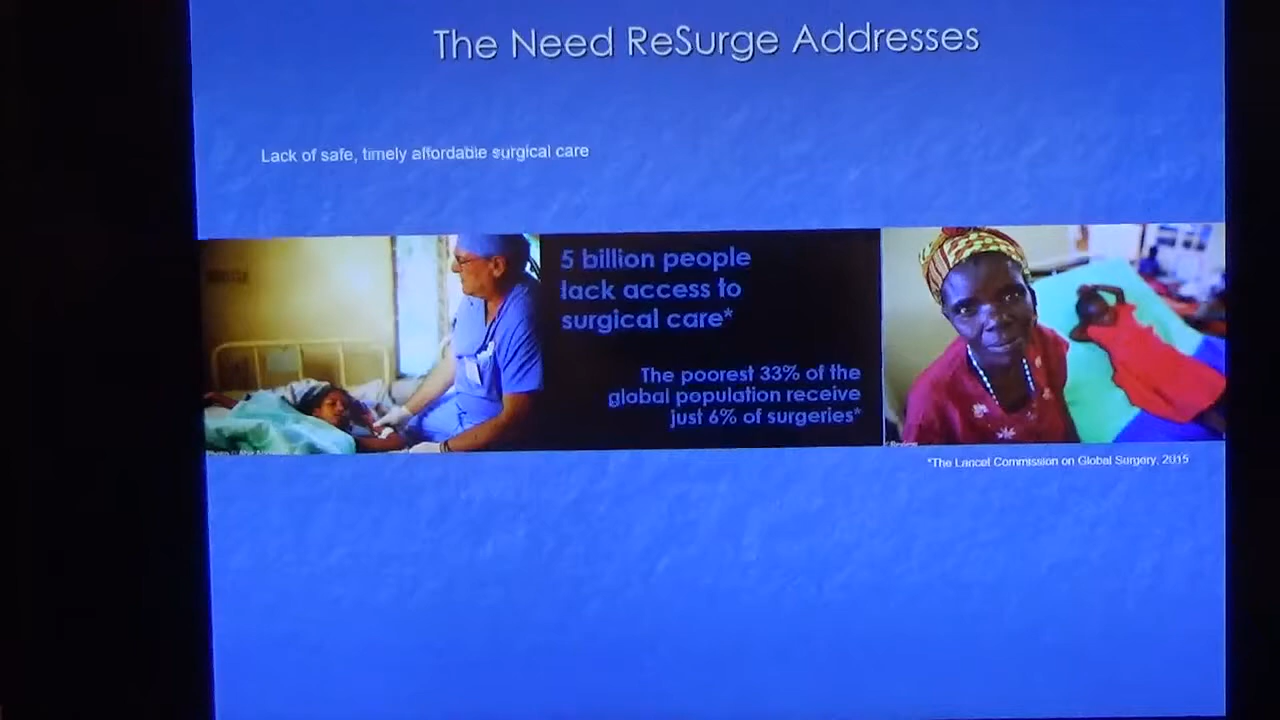 The Need ReSurge Addresses
Lack of safe, timely affordable surgical care
5 billion people
lack access to
surgical care*
The poorest 33% of the
global population receive
just 6% of surgeries*
*The Lancet Commission on Global Surgery, 2015